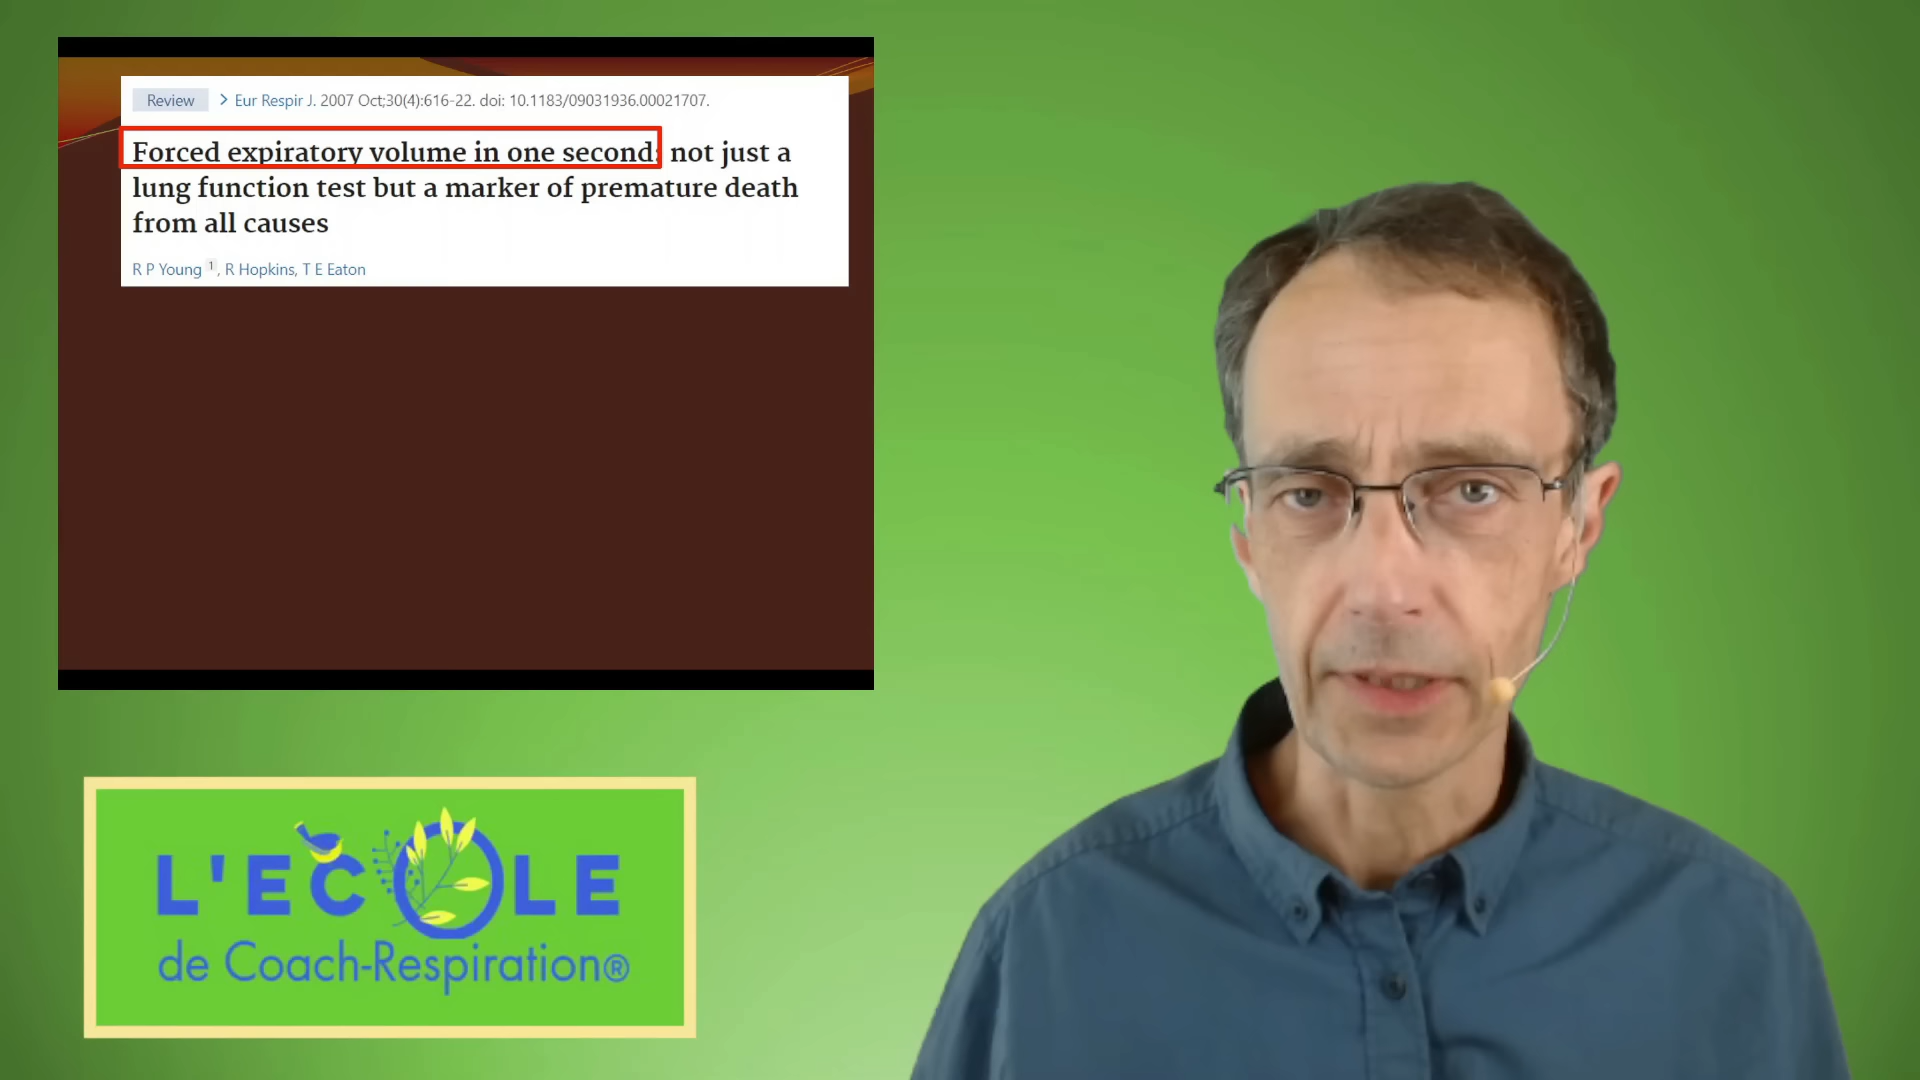 Review > Eur Respir J. 2007 Oct;30(4):616-22. doi: 10.1183/09031936.00021707.
Forced expiratory volume in one second: not just a
lung function test but a marker of premature death
from all causes
R P Young 1, R Hopkins, T E Eaton
L'ECOLE
de Coach-Respiration®